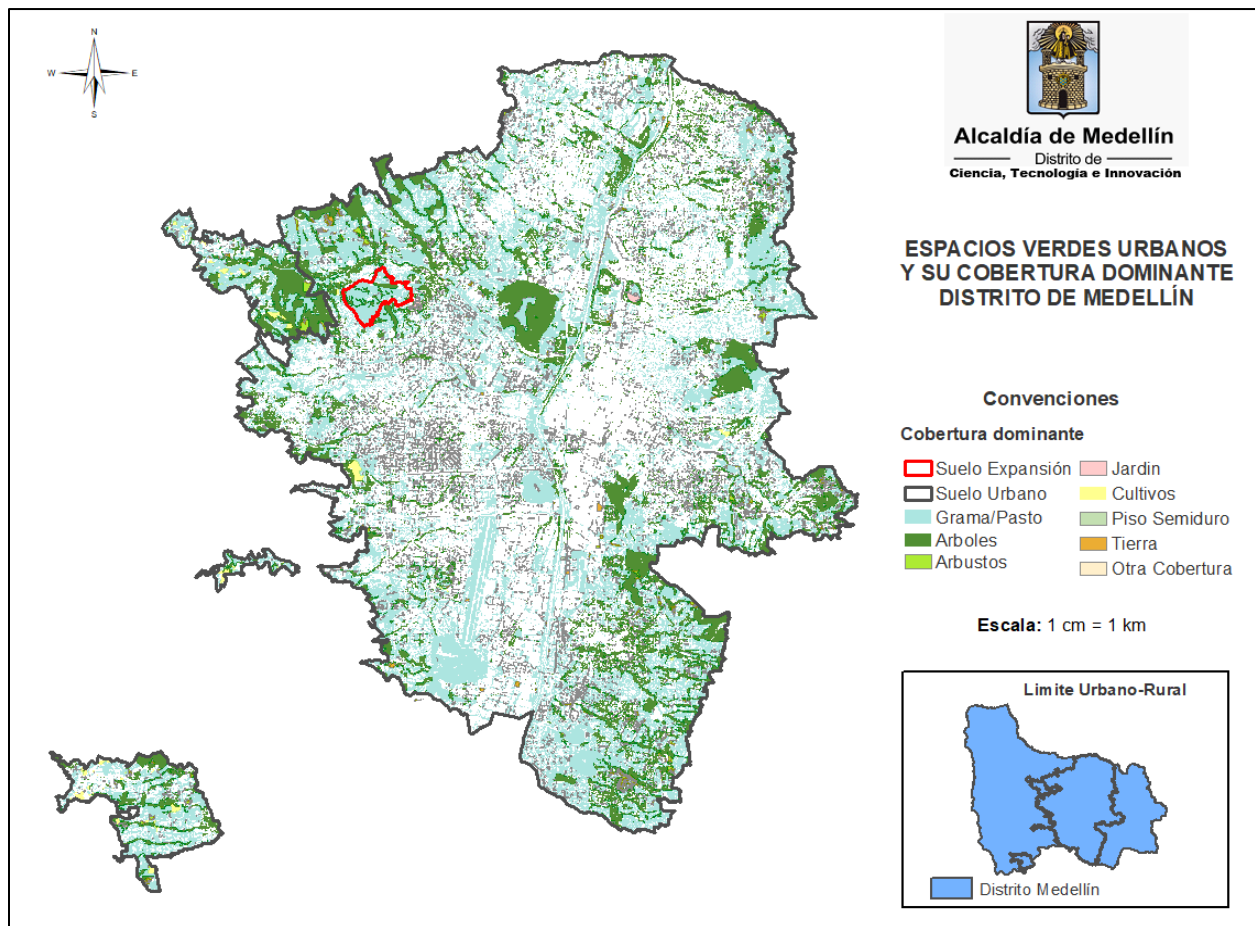 N
W
E
S
Alcaldía de Medellín
Distrito de
Ciencia, Tecnología e Innovación
ESPACIOS VERDES URBANOS
Y SU COBERTURA DOMINANTE
DISTRITO DE MEDELLÍN
Convenciones
Cobertura dominante
Suelo Expansión
Suelo Urbano
Grama/Pasto
Arboles
Arbustos
Jardin
Cultivos
Piso Semiduro
Tierra
Otra Cobertura
Escala: 1 cm = 1 km
Limite Urbano-Rural
Distrito Medellín